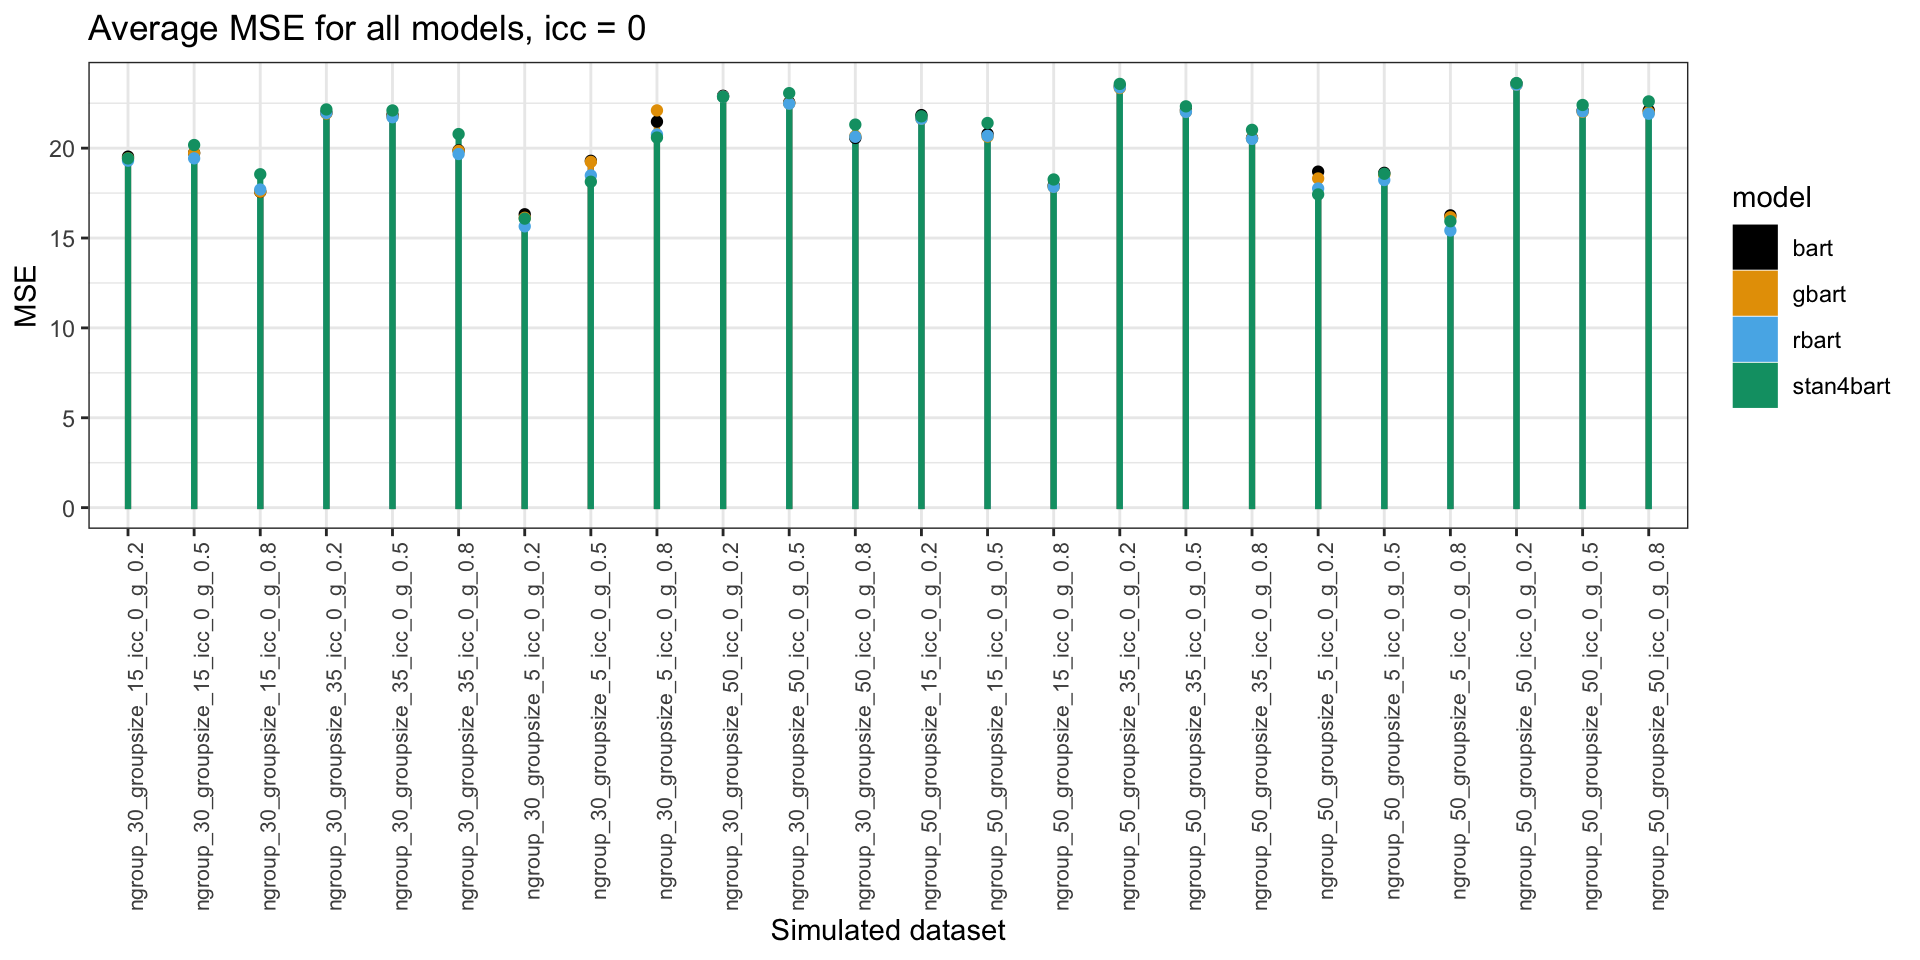 Average MSE for all models, icc = 0
MSE
20
15
10
5
0
ngroup_30_groupsize_15_icc_0_g_0.2
ngroup_30_groupsize_15_icc_0_g_0.5
ngroup_30_groupsize_15_icc_0_g_0.8
ngroup_30_groupsize_35_icc_0_g_0.2
ngroup_30_groupsize_35_icc_0_g_0.5
ngroup_30_groupsize_35_icc_0_g_0.8
ngroup_30_groupsize_5_icc_0_g_0.2
ngroup_30_groupsize_5_icc_0_g_0.5
ngroup_30_groupsize_5_icc_0_g_0.8
ngroup_30_groupsize_50_icc_0_g_0.2
ngroup_30_groupsize_50_icc_0_g_0.5
ngroup_30_groupsize_50_icc_0_g_0.8
ngroup_50_groupsize_15_icc_0_g_0.2
ngroup_50_groupsize_15_icc_0_g_0.5
ngroup_50_groupsize_15_icc_0_g_0.8
ngroup_50_groupsize_35_icc_0_g_0.2
ngroup_50_groupsize_35_icc_0_g_0.5
ngroup_50_groupsize_35_icc_0_g_0.8
ngroup_50_groupsize_5_icc_0_g_0.2
ngroup_50_groupsize_5_icc_0_g_0.5
ngroup_50_groupsize_5_icc_0_g_0.8
ngroup_50_groupsize_50_icc_0_g_0.2
ngroup_50_groupsize_50_icc_0_g_0.5
ngroup_50_groupsize_50_icc_0_g_0.8
Simulated dataset
model
bart
gbart
rbart
stan4bart